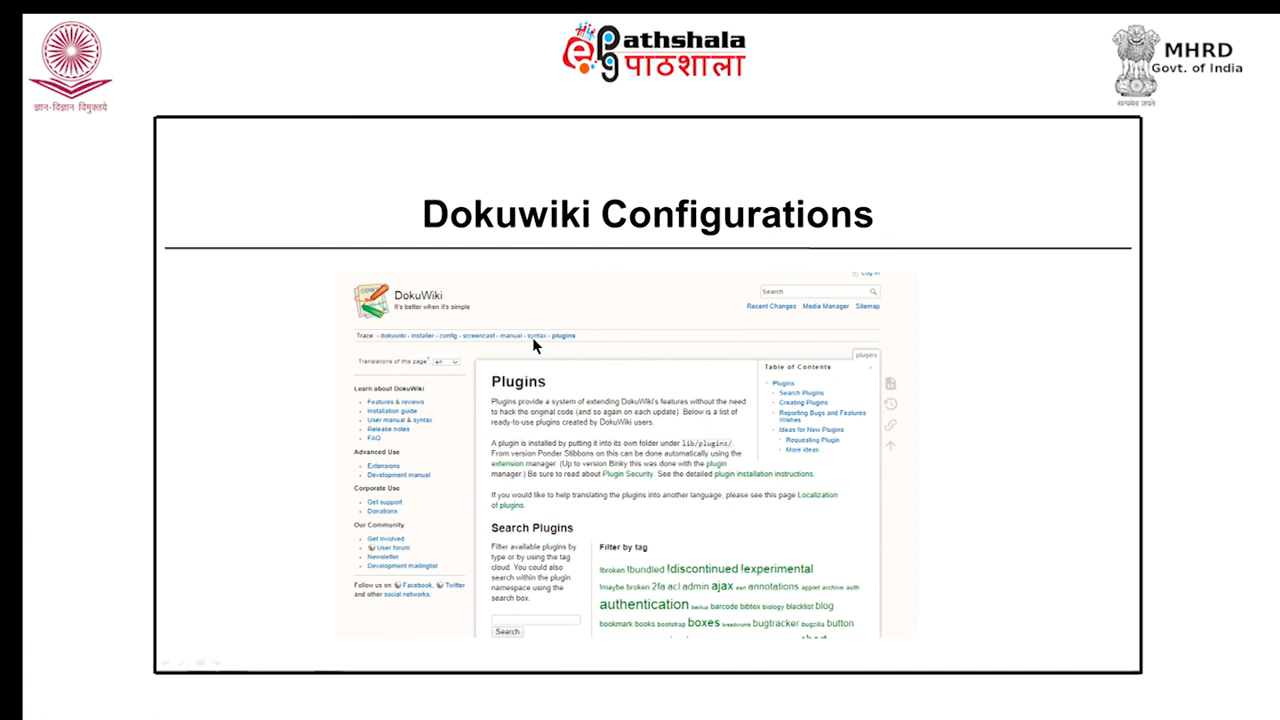 ज्ञान-विज्ञान विमुक्तये
epg
athshala
पाठशाला
MHRD
Govt. of India
सत्यमेव जयते
Dokuwiki Configurations
Log In
DokuWiki
It's better when it's simple
Search
Recent Changes Media Manager Sitemap
Trace: • dokuwiki • installer • config • screencast • manual • syntax • plugins
plugins
Translations of this page: en
Learn about DokuWiki
Features & reviews
Installation guide
User manual & syntax
Release notes
FAQ
Advanced Use
Extensions
Development manual
Corporate Use
Get support
Donations
Our Community
Get involved
User forum
Newsletter
Development mailinglist
Follow us on Facebook, Twitter
and other social networks.
Plugins
Plugins provide a system of extending DokuWiki's features without the need
to hack the original code (and so again on each update). Below is a list of
ready-to-use plugins created by DokuWiki users.
A plugin is installed by putting it into its own folder under lib/plugins/.
From version Ponder Stibbons on this can be done automatically using the
extension manager. (Up to version Binky this was done with the plugin
manager.) Be sure to read about Plugin Security. See the detailed plugin installation instructions.
If you would like to help translating the plugins into another language, please see this page Localization
of plugins.
Table of Contents
Plugins
Search Plugins
Creating Plugins
Reporting Bugs and Features
Wishes
Ideas for New Plugins
Requesting Plugin
More ideas…
Search Plugins
Filter available plugins by
type or by using the tag
cloud. You could also
search within the plugin
namespace using the
search box.
Search
Filter by tag
!broken !bundled !discontinued !experimental
!maybe.broken 2fa acl admin ajax annotations applet archive auth
authentication backup barcode bibtex biology blacklist blog
bookmark books bootstrap boxes breadcrumb bugtracker bugzilla button